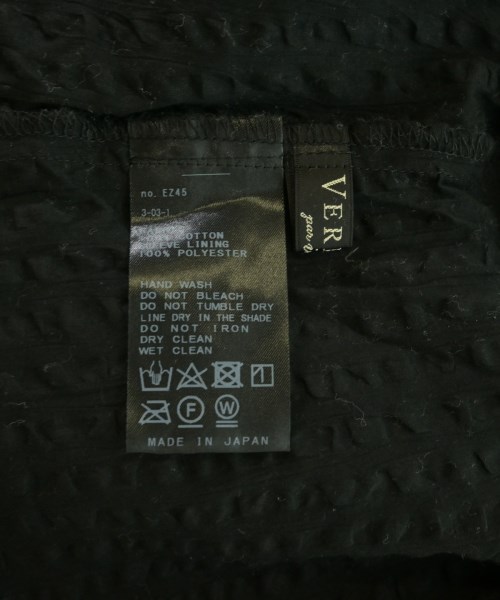 no. EZ45
3-03-1
COTTON
LINING
100% POLYESTER
HAND WASH
DO NOT BLEACH
DO NOT TUMBLE DRY
LINE DRY IN THE SHADE
DO NOT IRON
DRY CLEAN
WET CLEAN
F W
MADE IN JAPAN
VER
par